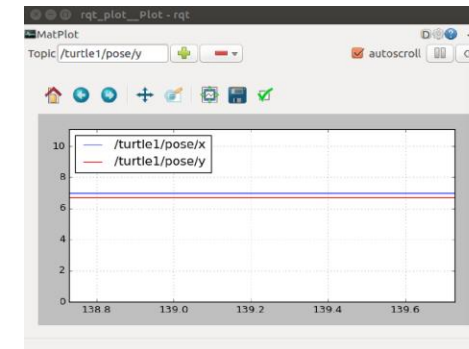 rqt_plot__Plot - rqt
MatPlot
D
Topic /turtle1/pose/y
autoscroll
/turtle1/pose/x
/turtle1/pose/y
10
8
6
4
2
0
138.8 139.0 139.2 139.4 139.6